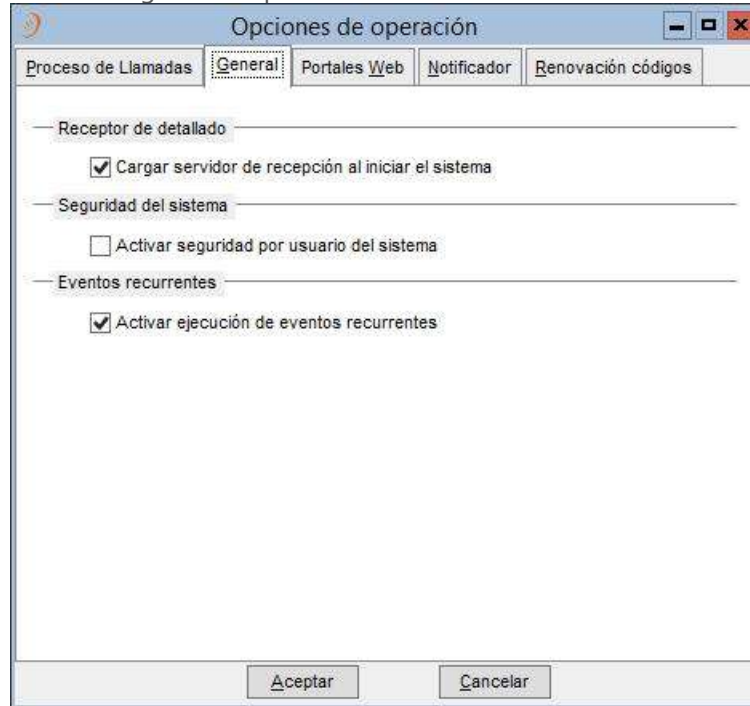 Opciones de operación
Proceso de Llamadas General Portales Web Notificador Renovación códigos
Receptor de detallado
Cargar servidor de recepción al iniciar el sistema
Seguridad del sistema
Activar seguridad por usuario del sistema
Eventos recurrentes
Activar ejecución de eventos recurrentes
Aceptar Cancelar